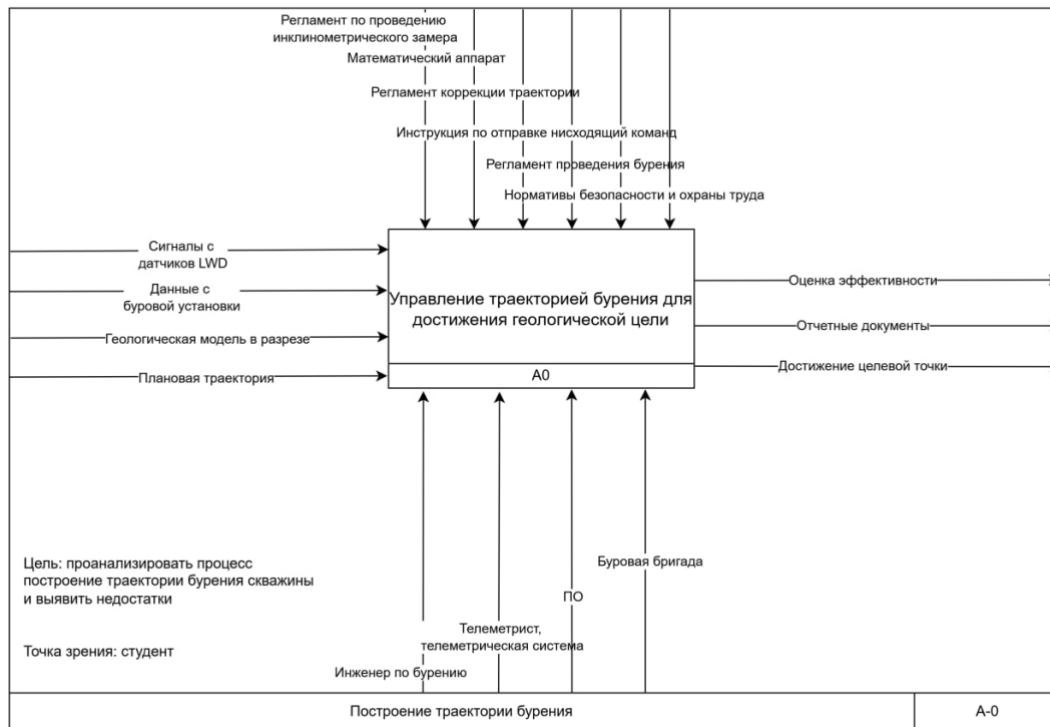 Регламент по проведению
инклинометрического замера
Математический аппарат
Регламент коррекции траектории
Инструкция по отправке нисходящий команд
Регламент проведения бурения
Нормативы безопасности и охраны труда
Сигналы с
датчиков LWD
Данные с
буровой установки
Геологическая модель в разрезе
Плановая траектория
Управление траекторией бурения для
достижения геологической цели
A0
Оценка эффективности
Отчетные документы
Достижение целевой точки
Цель: проанализировать процесс
построение траектории бурения скважины
и выявить недостатки
Точка зрения: студент
Буровая бригада
ПО
Телеметрист,
телеметрическая система
Инженер по бурению
Построение траектории бурения
A-0